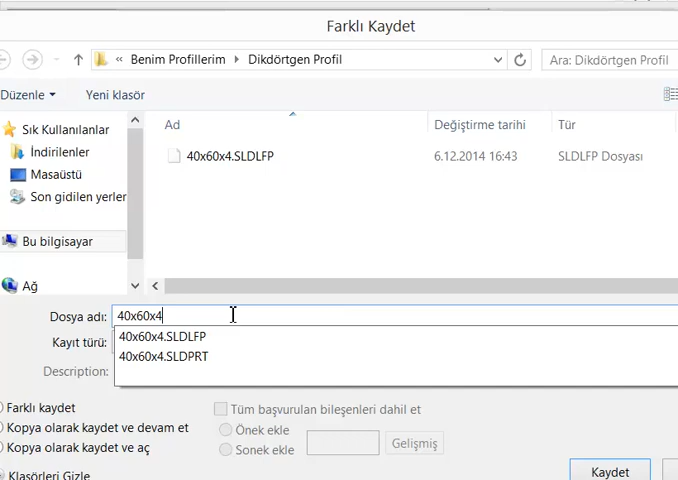 Farklı Kaydet
« Benim Profillerim Dikdörtgen Profil
Ara: Dikdörtgen Profil
Düzenle Yeni klasör
Ad Değiştirme tarihi Tür
Sık Kullanılanlar
İndirilenler
Masaüstü
Son gidilen yerler
Bu bilgisayar
Ağ
40x60x4.SLDLFP 6.12.2014 16:43 SLDLFP Dosyası
Dosya adı: 40x60x4
40x60x4.SLDLFP
Kayıt türü:
40x60x4.SLDPRT
Description:
Farklı kaydet
Kopya olarak kaydet ve devam et
Kopya olarak kaydet ve aç
Tüm başvurulan bileşenleri dahil et
Önek ekle
Sonek ekle
Gelişmiş
Klasörleri Gizle
Kaydet